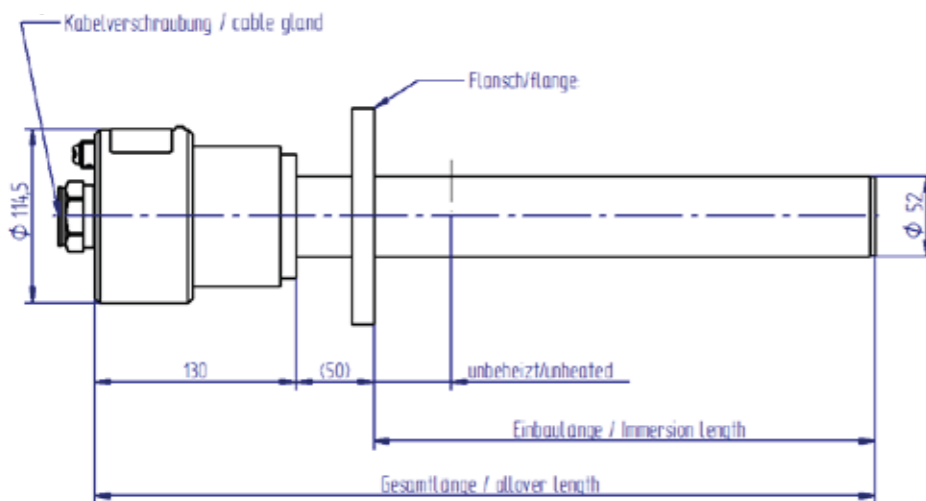 Kabelverschraubung / cable gland
Flansch/flange
Φ 114,5
Φ 52
130
(50)
unbeheizt/unheated
Einbaulänge / Immersion length
Gesamtlänge / allover length